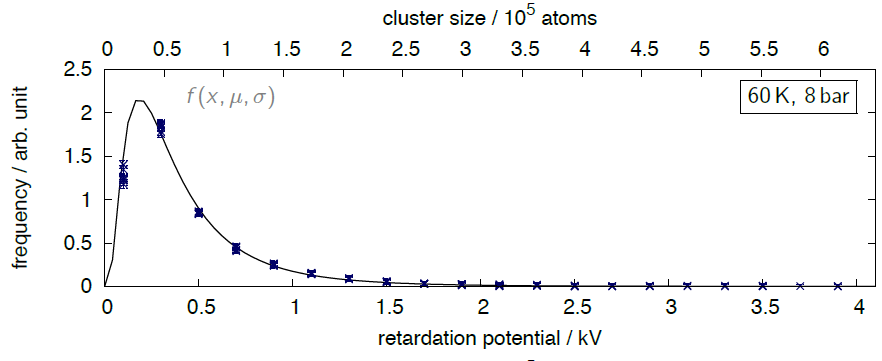 cluster size / 10⁵ atoms
0 0.5 1 1.5 2 2.5 3 3.5 4 4.5 5 5.5 6
frequency / arb. unit
2.5
2
1.5
1
0.5
0
f(x, μ, σ)
60 K, 8 bar
0 0.5 1 1.5 2 2.5 3 3.5 4
retardation potential / kV